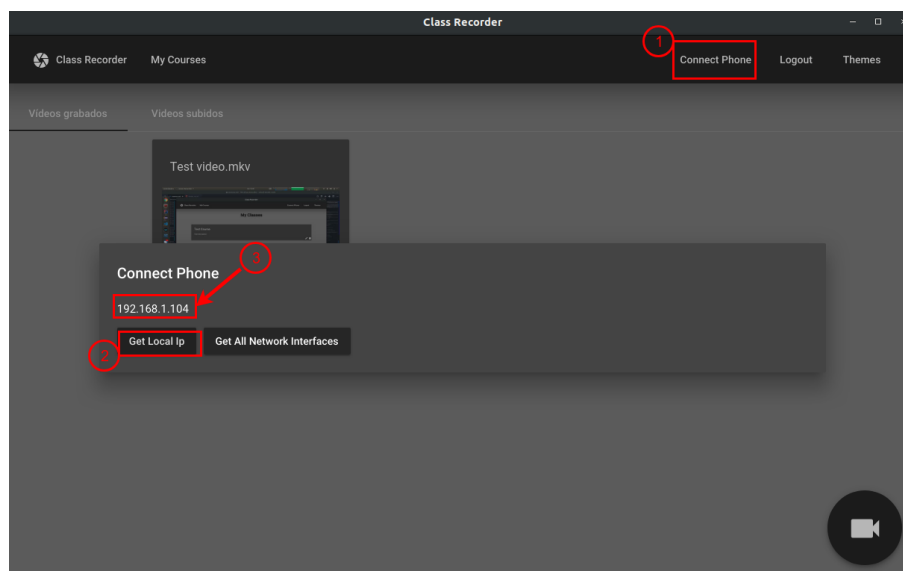 Class Recorder
1
Class Recorder My Courses Connect Phone Logout Themes
Videos grabados Videos subidos
Test video.mkv
3
Connect Phone
192.168.1.104
2
Get Local Ip Get All Network Interfaces